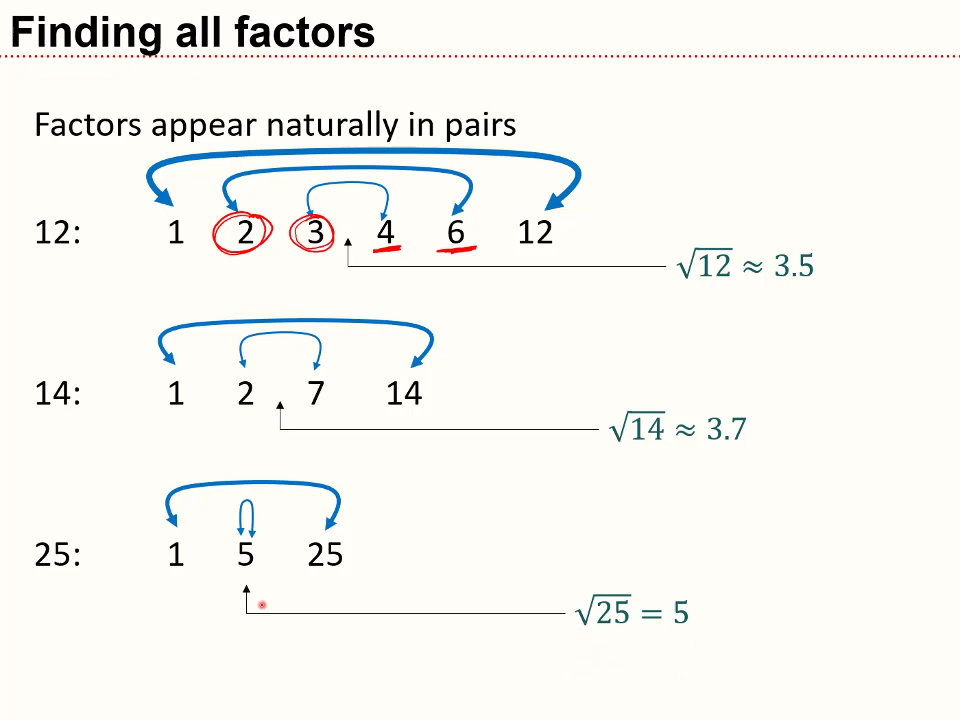 Finding all factors
Factors appear naturally in pairs
12: 1 2 3 4 6 12
√12 ≈ 3.5
14: 1 2 7 14
√14 ≈ 3.7
25: 1 5 25
√25 = 5